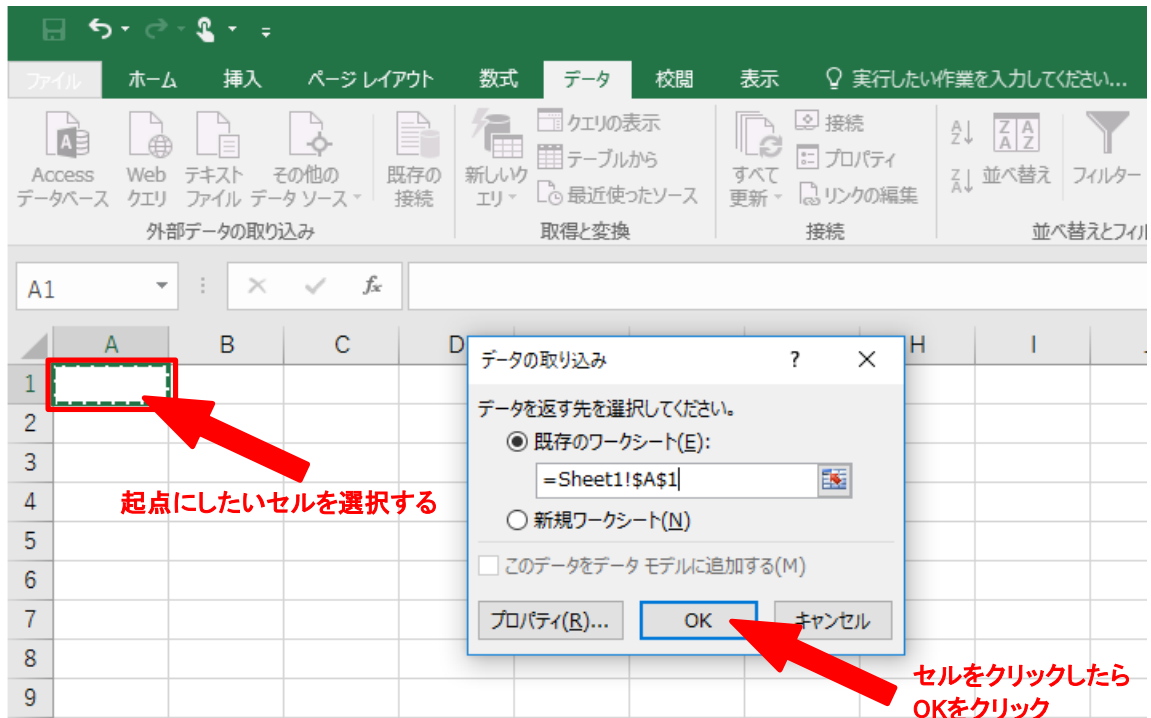 ファイル ホーム 挿入 ページ レイアウト 数式 データ 校閲 表示 実行したい作業を入力してください...
Access
データベース
Web
クエリ
テキスト
ファイル
その他の
データ ソース
既存の
接続
外部データの取り込み
新しいク
エリ
クエリの表示
テーブルから
最近使ったソース
取得と変換
すべて
更新
接続
プロパティ
リンクの編集
接続
並べ替え
フィルター
並べ替えとフィル
A1
fx
A B C D H I
1
2
3
4
5
6
7
8
9
起点にしたいセルを選択する
データの取り込み ? ×
データを返す先を選択してください。
既存のワークシート(E):
=Sheet1!$A$1
新規ワークシート(N)
このデータをデータ モデルに追加する(M)
プロパティ(R)... OK キャンセル
セルをクリックしたら
OKをクリック